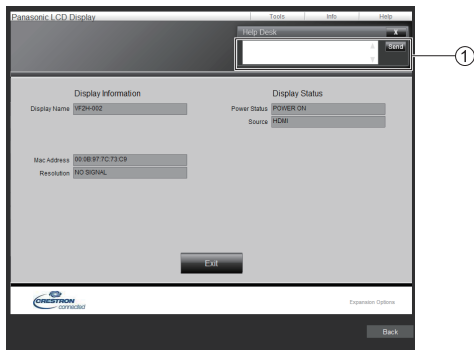 Panasonic LCD Display
Tools Info Help
Help Desk X
Send
1
Display Information
Display Status
Display Name VF2H-002
Power Status POWER ON
Source HDMI
Mac Address 00:0B:97:7C:73:C9
Resolution NO SIGNAL
Exit
CRESTRON
connected
Expansion Options
Back